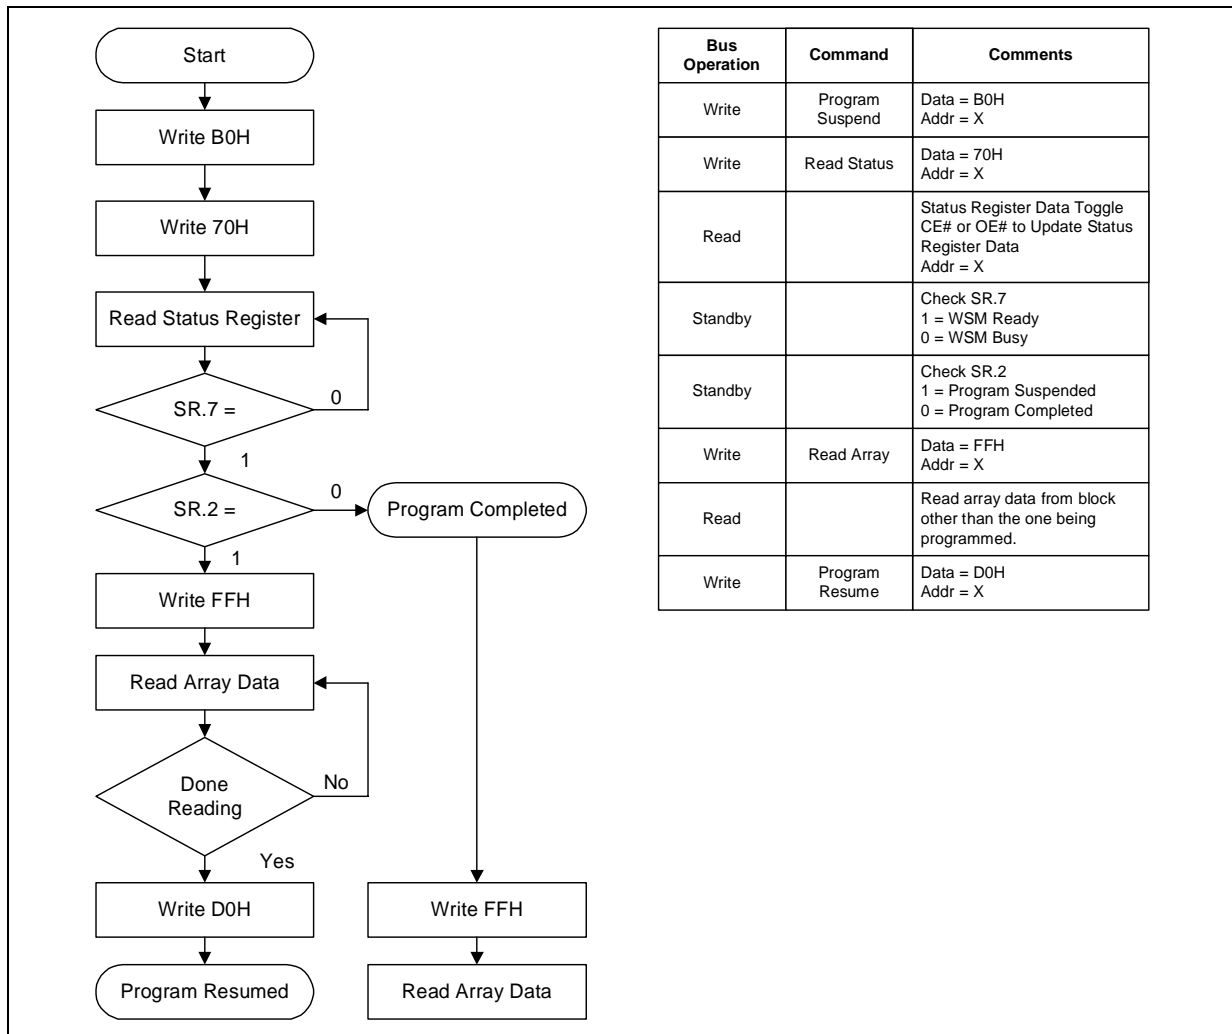 Start
Write B0H
Write 70H
Read Status Register
SR.7 =
0
1
SR.2 =
0
Program Completed
1
Write FFH
Read Array Data
Done
Reading
No
Yes
Write D0H
Write FFH
Program Resumed
Read Array Data
Bus
Operation
Command
Comments
Write
Program
Suspend
Data = B0H
Addr = X
Write
Read Status
Data = 70H
Addr = X
Read
Status Register Data Toggle
CE# or OE# to Update Status
Register Data
Addr = X
Standby
Check SR.7
1 = WSM Ready
0 = WSM Busy
Standby
Check SR.2
1 = Program Suspended
0 = Program Completed
Write
Read Array
Data = FFH
Addr = X
Read
Read array data from block
other than the one being
programmed.
Write
Program
Resume
Data = D0H
Addr = X